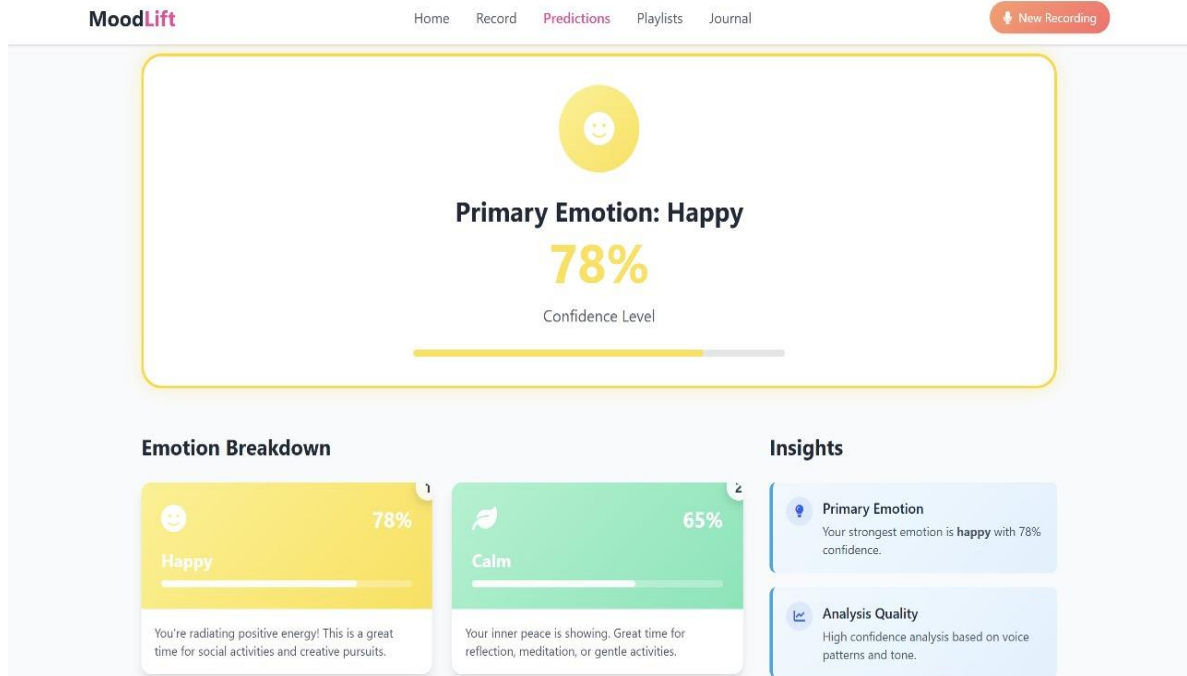 MoodLift
Home Record Predictions Playlists Journal
New Recording
Primary Emotion: Happy
78%
Confidence Level
Emotion Breakdown
1
78%
Happy
You're radiating positive energy! This is a great
time for social activities and creative pursuits.
2
65%
Calm
Your inner peace is showing. Great time for
reflection, meditation, or gentle activities.
Insights
Primary Emotion
Your strongest emotion is happy with 78%
confidence.
Analysis Quality
High confidence analysis based on voice
patterns and tone.